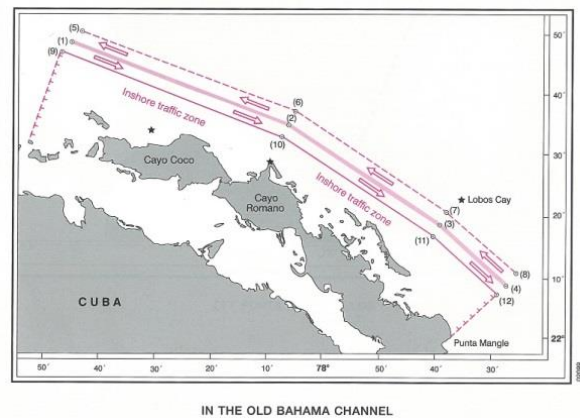 (5)
(1)
(9)
50'
(6)
40'
(2)
Inshore traffic zone
(10)
30'
Cayo Coco
Cayo
Romano
Inshore traffic zone
(7)
Lobos Cay
20'
(3)
(11)
(8)
10'
(4)
(12)
CUBA
Punta Mangle
22°
50' 40' 30' 20' 10' 78° 50' 40' 30' 20'
IN THE OLD BAHAMA CHANNEL